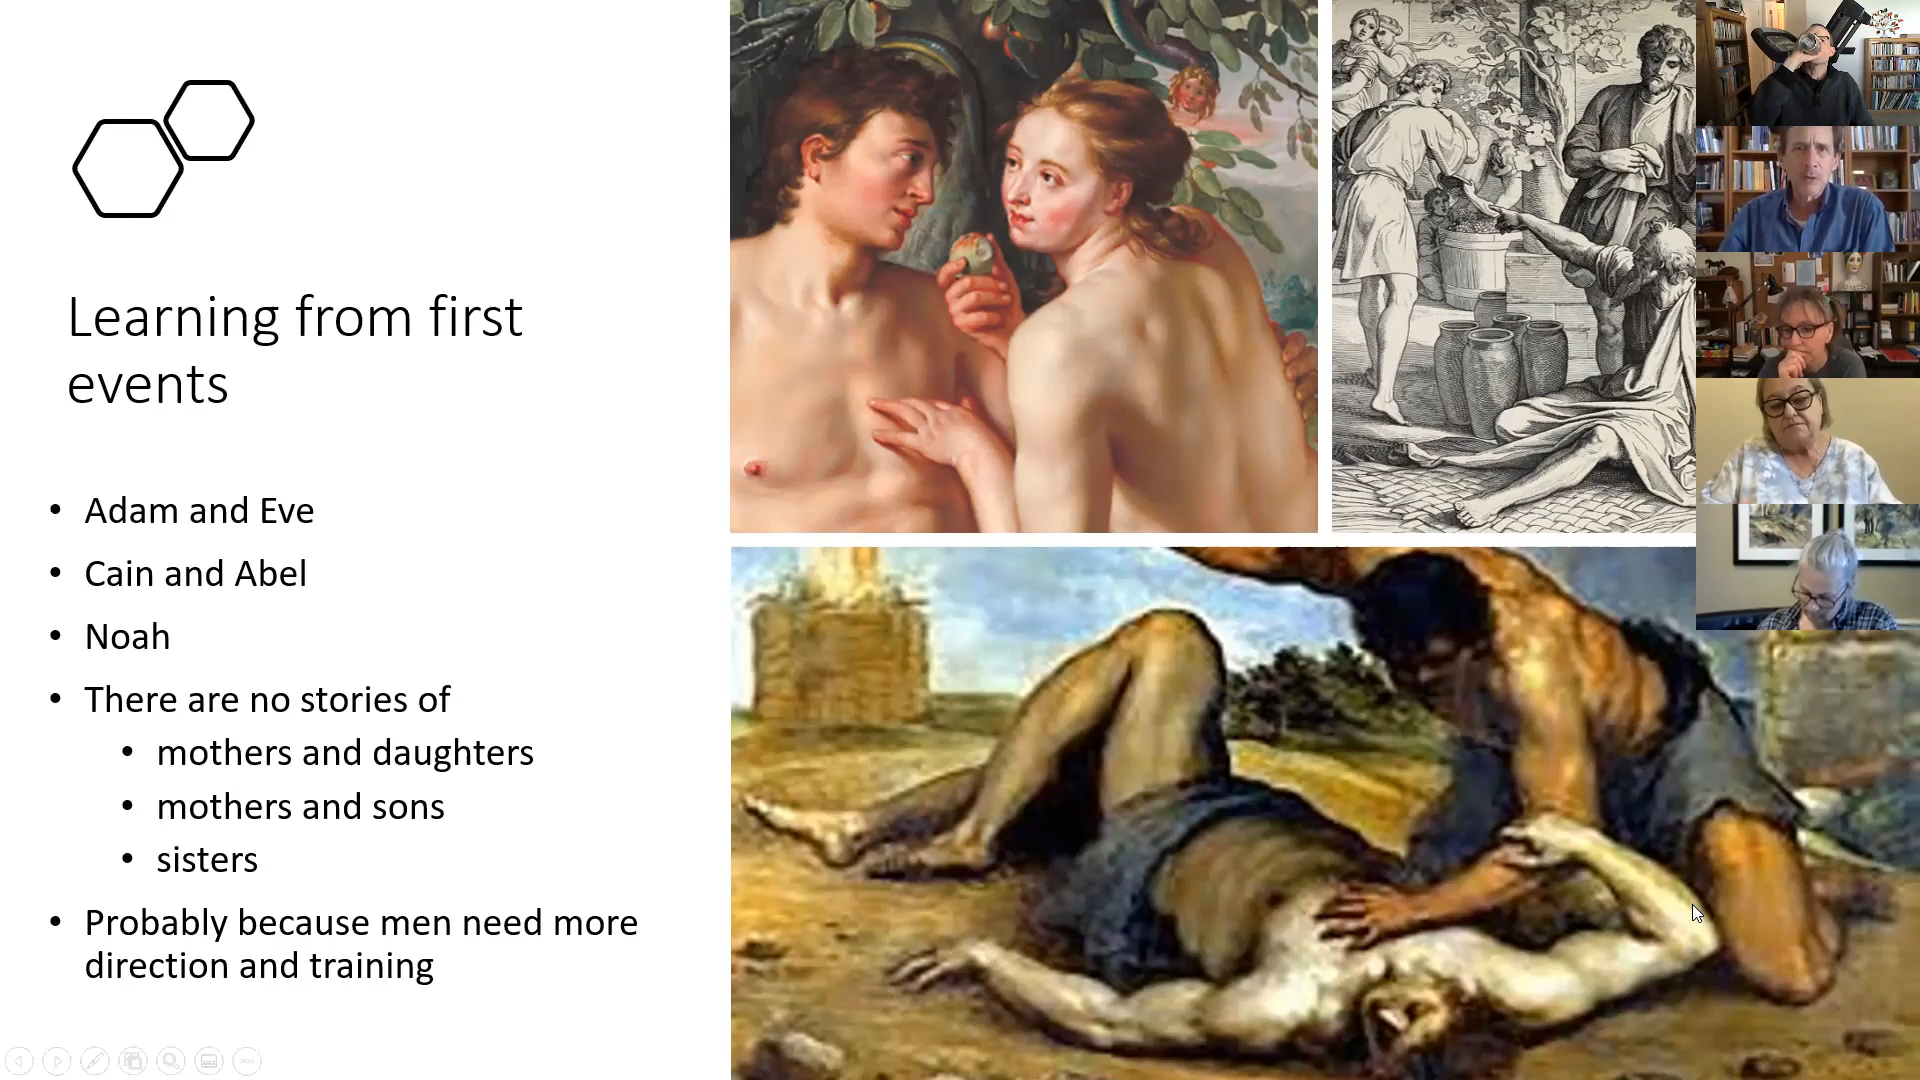 Learning from first
events
• Adam and Eve
• Cain and Abel
• Noah
• There are no stories of
• mothers and daughters
• mothers and sons
• sisters
• Probably because men need more
direction and training